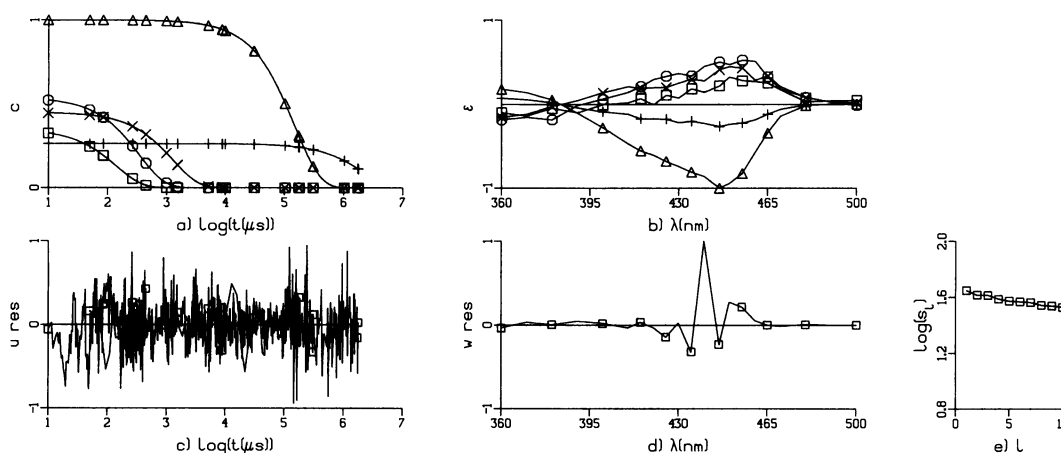 1
c
0
1 2 3 4 5 6 7
a) log(t(μs))
1
ε
-1
360 395 430 465 500
b) λ(nm)
1
u res
0
-1
1 2 3 4 5 6 7
c) log(t(μs))
1
w res
0
-1
360 395 430 465 500
d) λ(nm)
2.0
1.6
1.2
0.8
log(s_l)
0 5 1
e) l